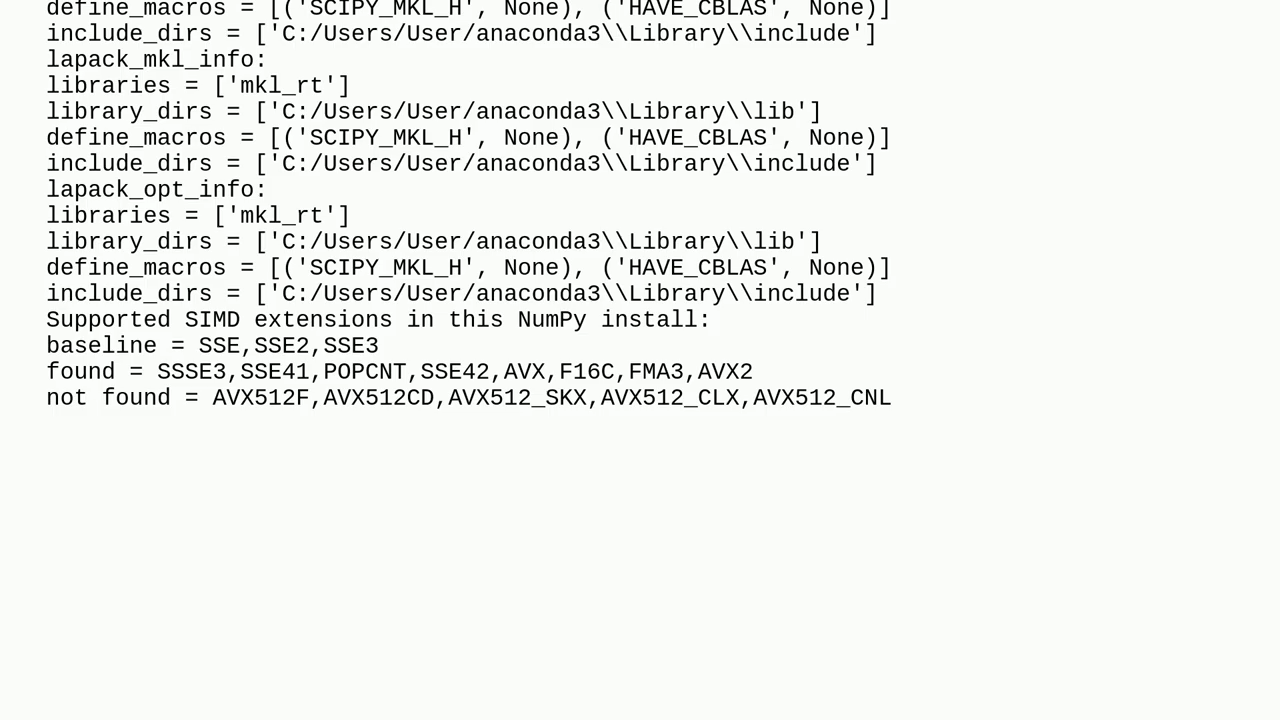 define_macros = [('SCIPY_MKL_H', None), ('HAVE_CBLAS', None)]
include_dirs = ['C:/Users/User/anaconda3\\Library\\include']
lapack_mkl_info:
libraries = ['mkl_rt']
library_dirs = ['C:/Users/User/anaconda3\\Library\\lib']
define_macros = [('SCIPY_MKL_H', None), ('HAVE_CBLAS', None)]
include_dirs = ['C:/Users/User/anaconda3\\Library\\include']
lapack_opt_info:
libraries = ['mkl_rt']
library_dirs = ['C:/Users/User/anaconda3\\Library\\lib']
define_macros = [('SCIPY_MKL_H', None), ('HAVE_CBLAS', None)]
include_dirs = ['C:/Users/User/anaconda3\\Library\\include']
Supported SIMD extensions in this NumPy install:
baseline = SSE,SSE2,SSE3
found = SSSE3,SSE41,POPCNT,SSE42,AVX,F16C,FMA3,AVX2
not found = AVX512F,AVX512CD,AVX512_SKX,AVX512_CLX,AVX512_CNL